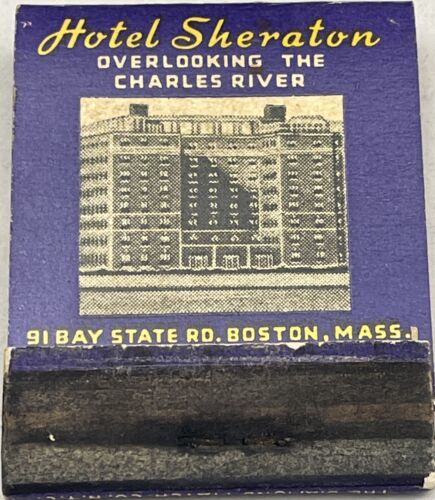 Hotel Sheraton
OVERLOOKING THE
CHARLES RIVER
91 BAY STATE RD. BOSTON, MASS.